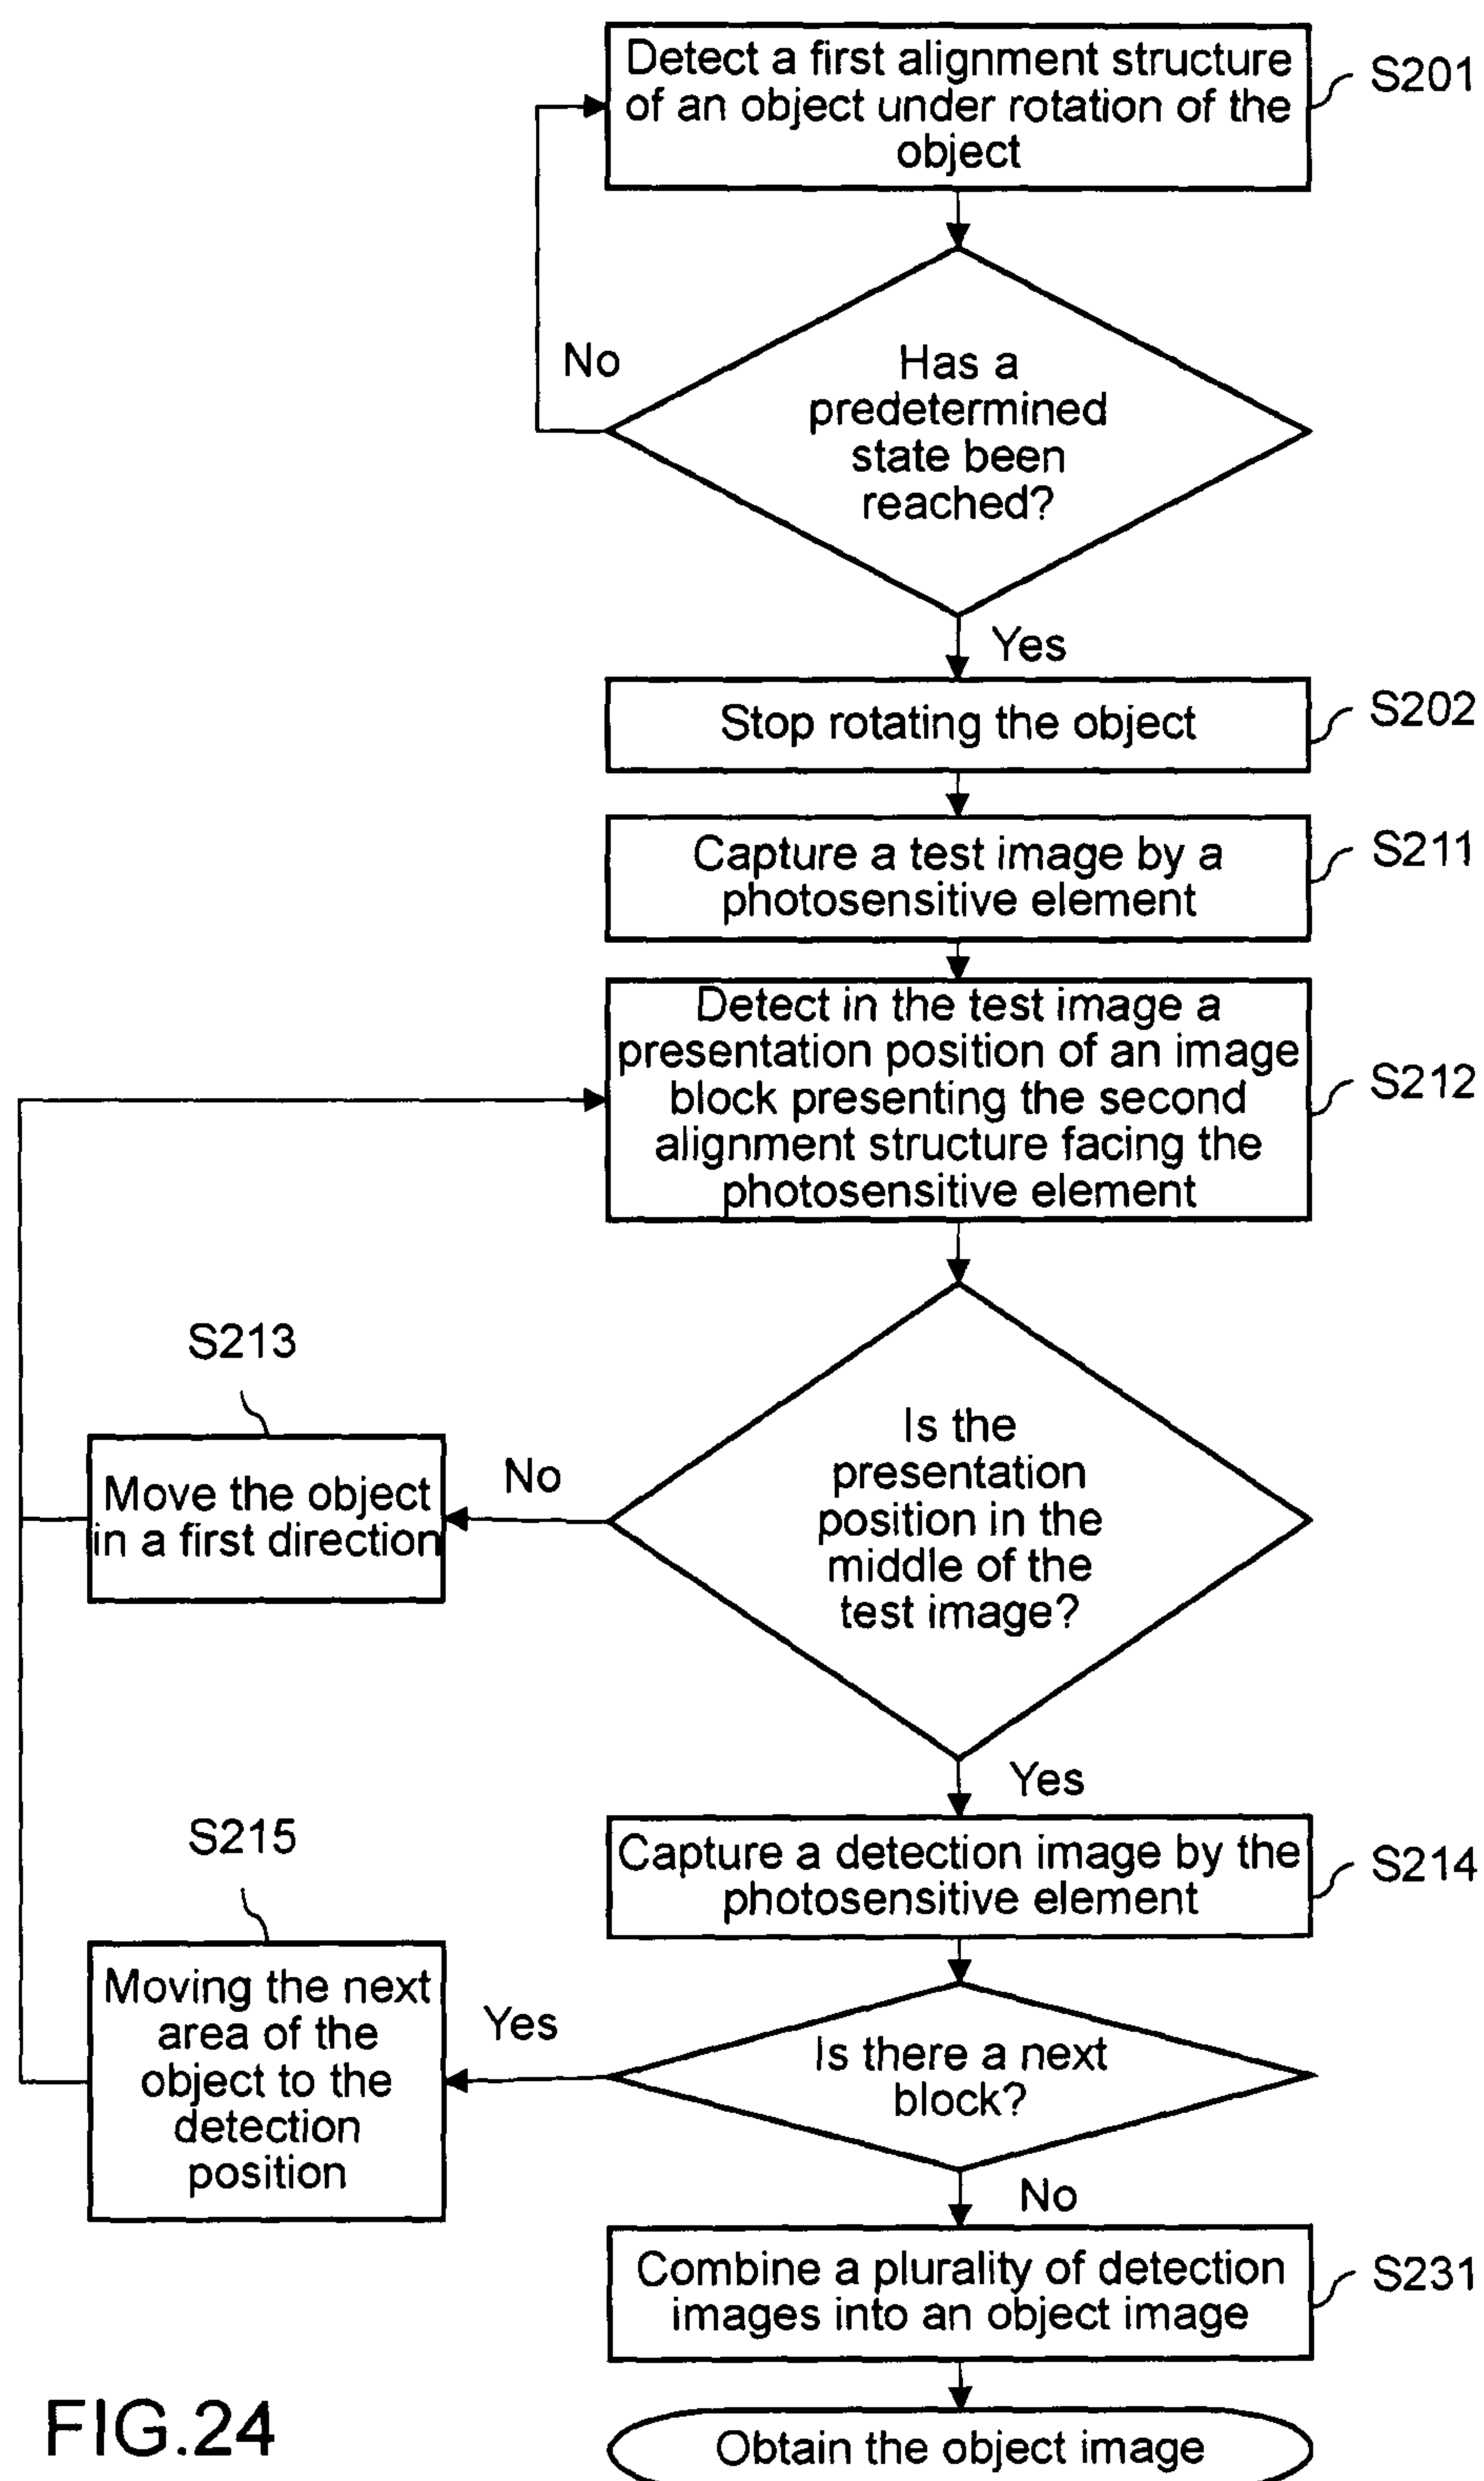 Detect a first alignment structure
of an object under rotation of the
object
S201
No
Has a
predetermined
state been
reached?
Yes
Stop rotating the object
S202
Capture a test image by a
photosensitive element
S211
Detect in the test image a
presentation position of an image
block presenting the second
alignment structure facing the
photosensitive element
S212
S213
Move the object
in a first direction
No
Is the
presentation
position in the
middle of the
test image?
Yes
Capture a detection image by the
photosensitive element
S214
S215
Moving the next
area of the
object to the
detection
position
Yes
Is there a next
block?
No
Combine a plurality of detection
images into an object image
S231
Obtain the object image
FIG.24